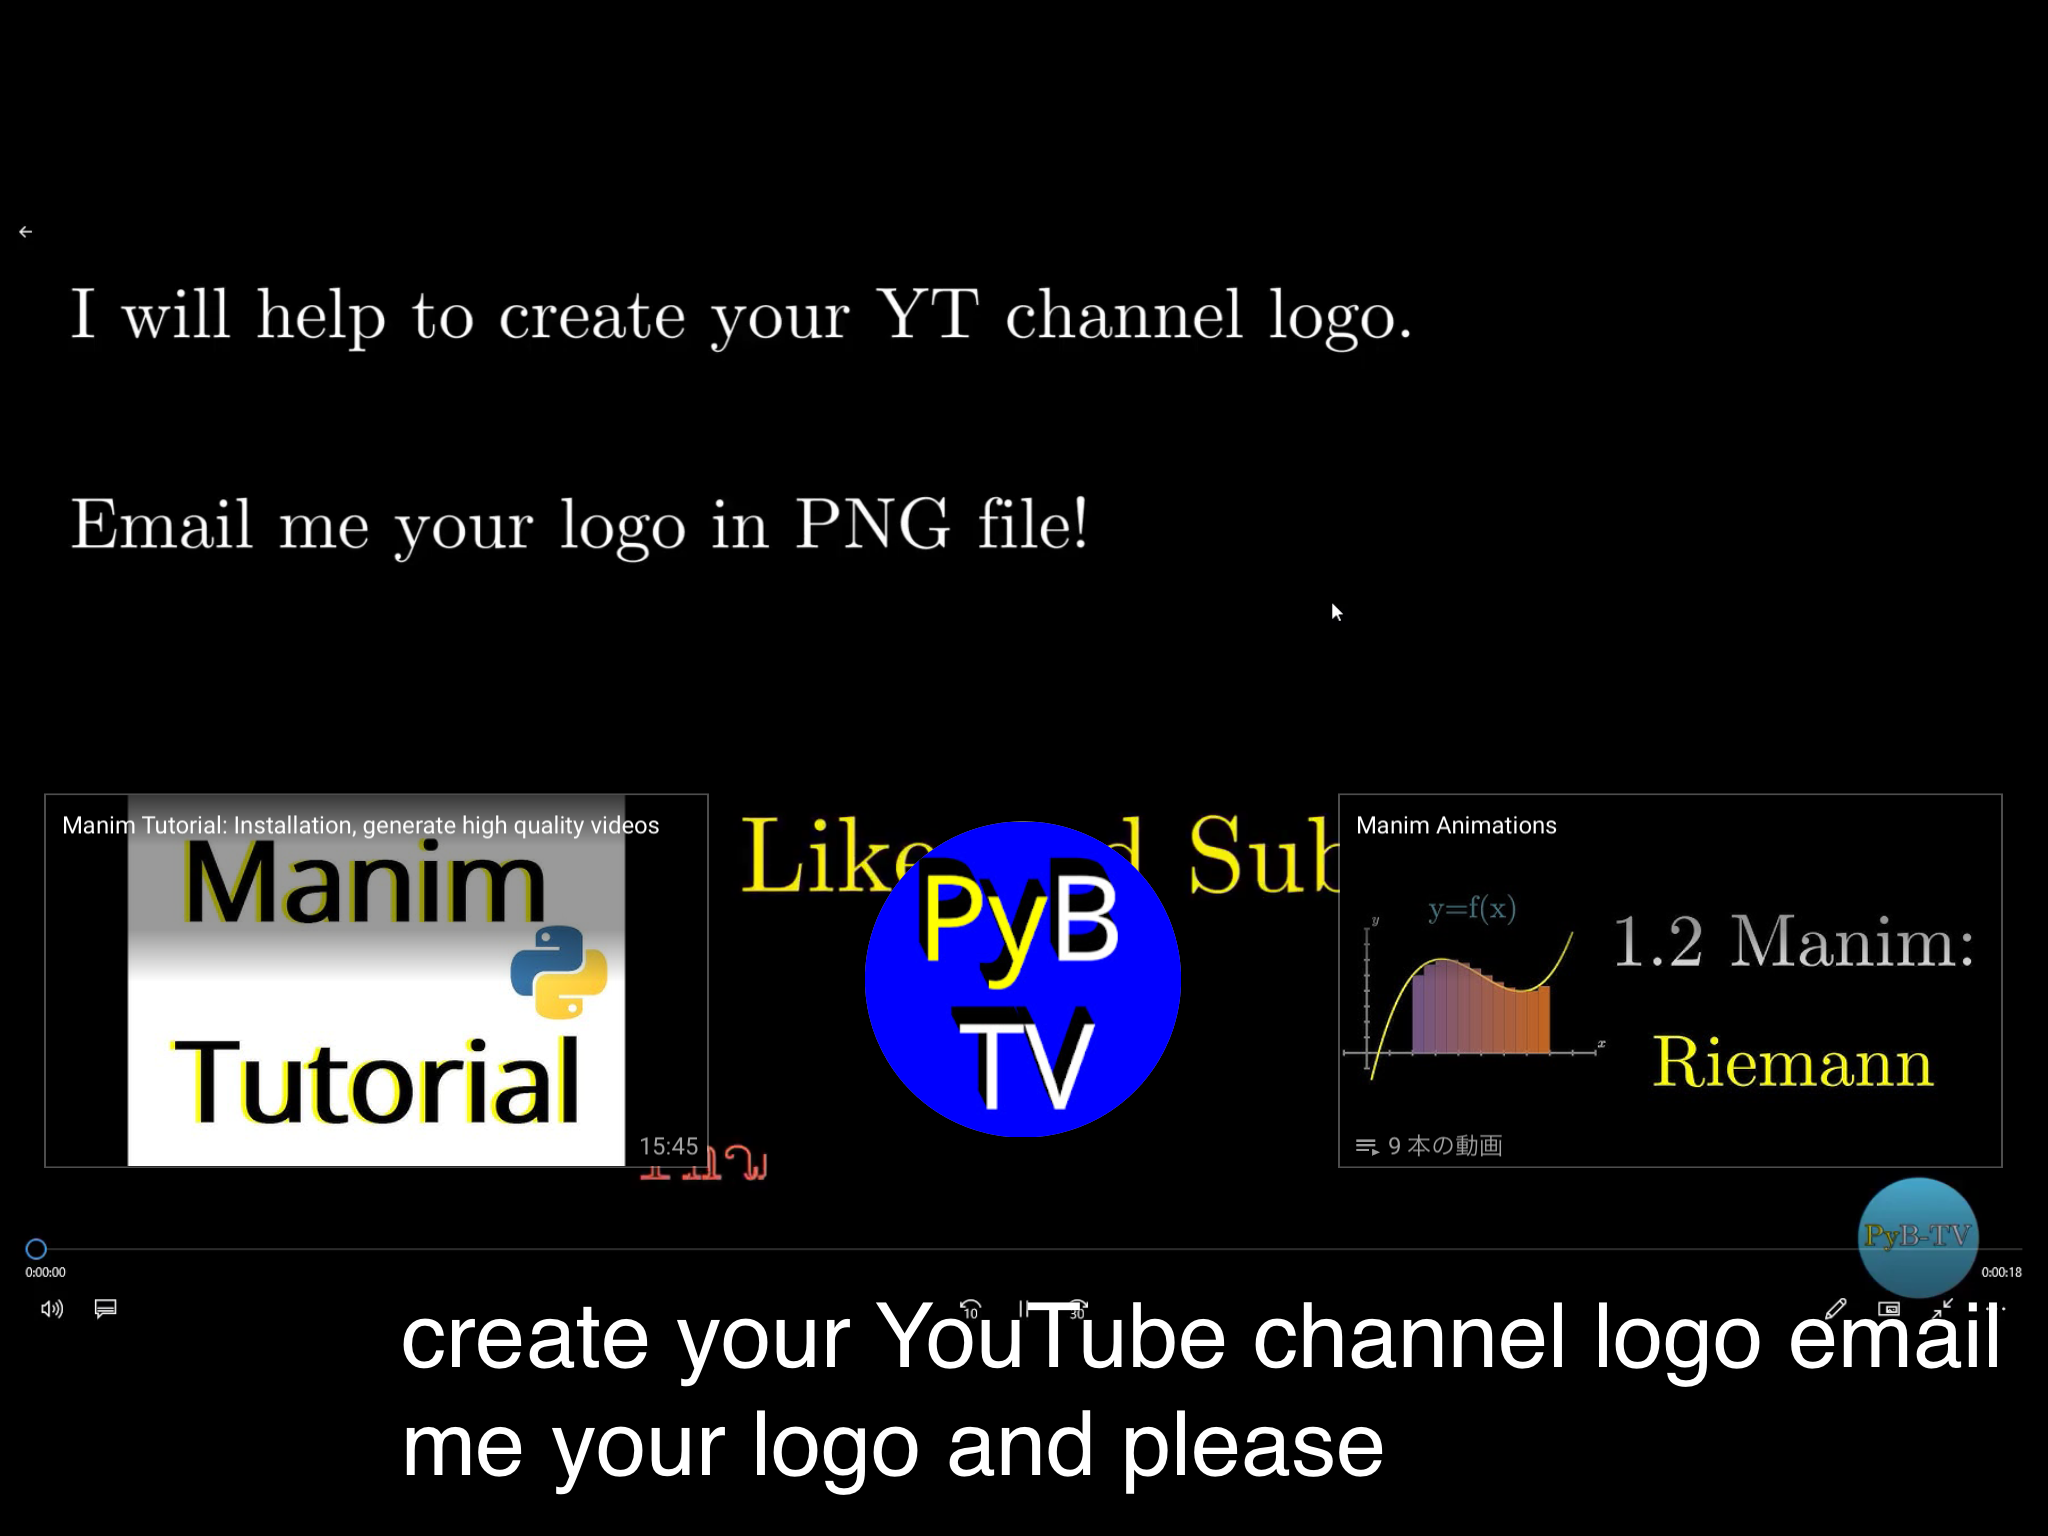 I will help to create your YT channel logo.
Email me your logo in PNG file!
Manim Tutorial: Installation, generate high quality videos
Manim
Tutorial
15:45
PyB
TV
Manim Animations
y=f(x)
y
x
1.2 Manim:
Riemann
9 本の動画
PyB-TV
0:00:00
0:00:18
10
30
create your YouTube channel logo email
me your logo and please